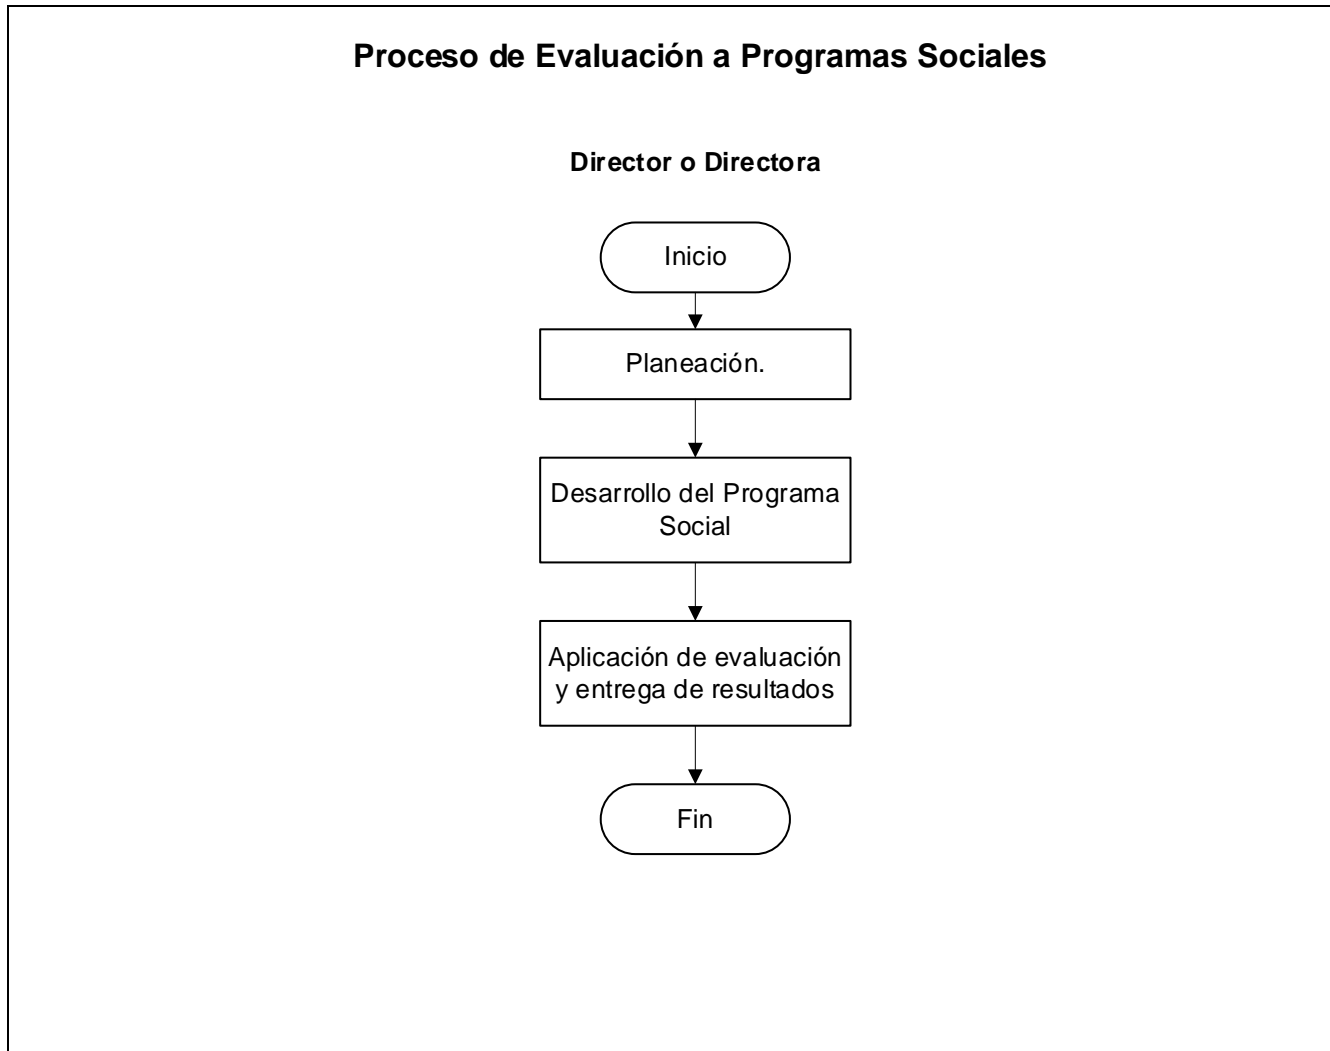 Proceso de Evaluación a Programas Sociales
Director o Directora
Inicio
Planeación.
Desarrollo del Programa
Social
Aplicación de evaluación
y entrega de resultados
Fin